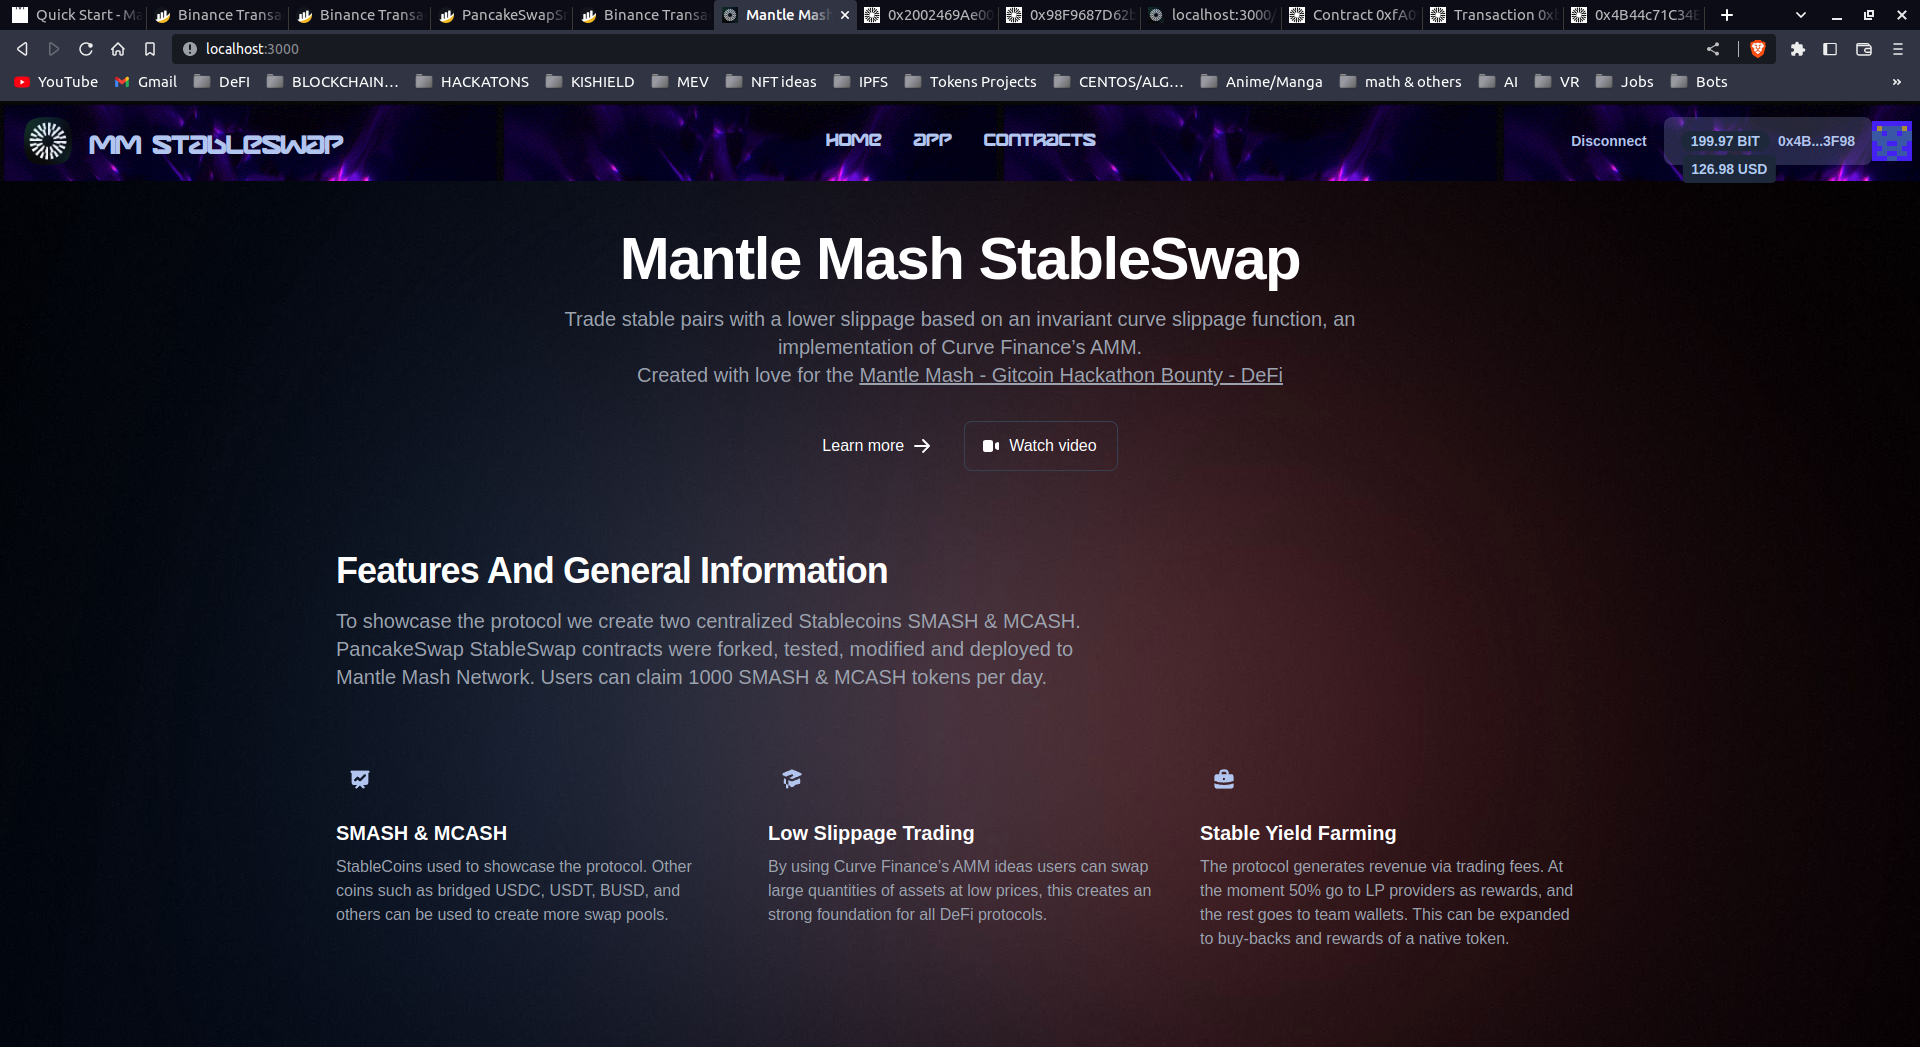 Quick Start - Ma
Binance Transa
Binance Transa
PancakeSwapS
Binance Transa
Mantle Mash
0x2002469Ae00
0x98F9687D62b
localhost:3000/
Contract 0xfA0
Transaction 0x
0x4B44c71C34E
localhost:3000
YouTube Gmail DeFI BLOCKCHAIN... HACKATONS KISHIELD MEV NFT ideas IPFS Tokens Projects CENTOS/ALG... Anime/Manga math & others AI VR Jobs Bots »
MM STABLESWAP
HOME APP CONTRACTS
Disconnect 199.97 BIT 0x4B...3F98
126.98 USD
Mantle Mash StableSwap
Trade stable pairs with a lower slippage based on an invariant curve slippage function, an
implementation of Curve Finance’s AMM.
Created with love for the Mantle Mash - Gitcoin Hackathon Bounty - DeFi
Learn more Watch video
Features And General Information
To showcase the protocol we create two centralized Stablecoins SMASH & MCASH.
PancakeSwap StableSwap contracts were forked, tested, modified and deployed to
Mantle Mash Network. Users can claim 1000 SMASH & MCASH tokens per day.
SMASH & MCASH
StableCoins used to showcase the protocol. Other
coins such as bridged USDC, USDT, BUSD, and
others can be used to create more swap pools.
Low Slippage Trading
By using Curve Finance’s AMM ideas users can swap
large quantities of assets at low prices, this creates an
strong foundation for all DeFi protocols.
Stable Yield Farming
The protocol generates revenue via trading fees. At
the moment 50% go to LP providers as rewards, and
the rest goes to team wallets. This can be expanded
to buy-backs and rewards of a native token.